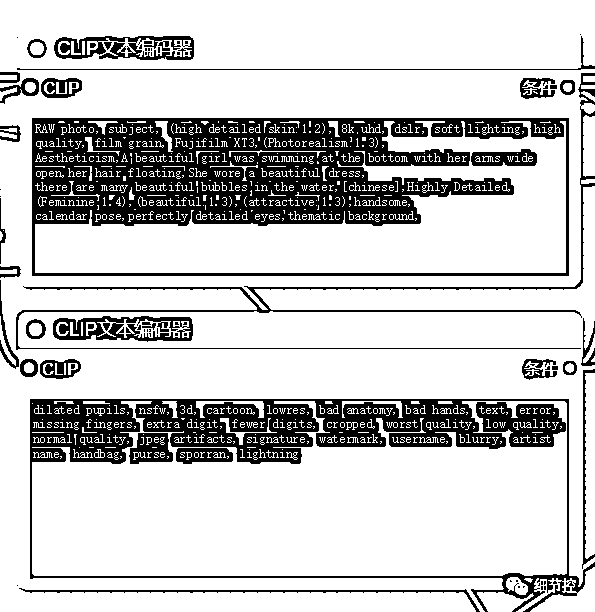 CLIP文本编码器
CLIP 条件
RAW photo, subject, (high detailed skin:1.2), 8k uhd, dslr, soft lighting, high
quality, film grain, Fujifilm XT3,(Photorealism:1.3),
Aestheticism,A beautiful girl was swimming at the bottom with her arms wide
open,her hair floating,She wore a beautiful dress,
there are many beautiful bubbles in the water,[chinese],Highly Detailed,
(Feminine:1.4),(beautiful:1.3),(attractive:1.3),handsome,
calendar pose,perfectly detailed eyes,thematic background,
CLIP文本编码器
CLIP 条件
dilated pupils, nsfw, 3d, cartoon, lowres, bad anatomy, bad hands, text, error,
missing fingers, extra digit, fewer digits, cropped, worst quality, low quality,
normal quality, jpeg artifacts, signature, watermark, username, blurry, artist
name, handbag, purse, sporran, lightning
细节控